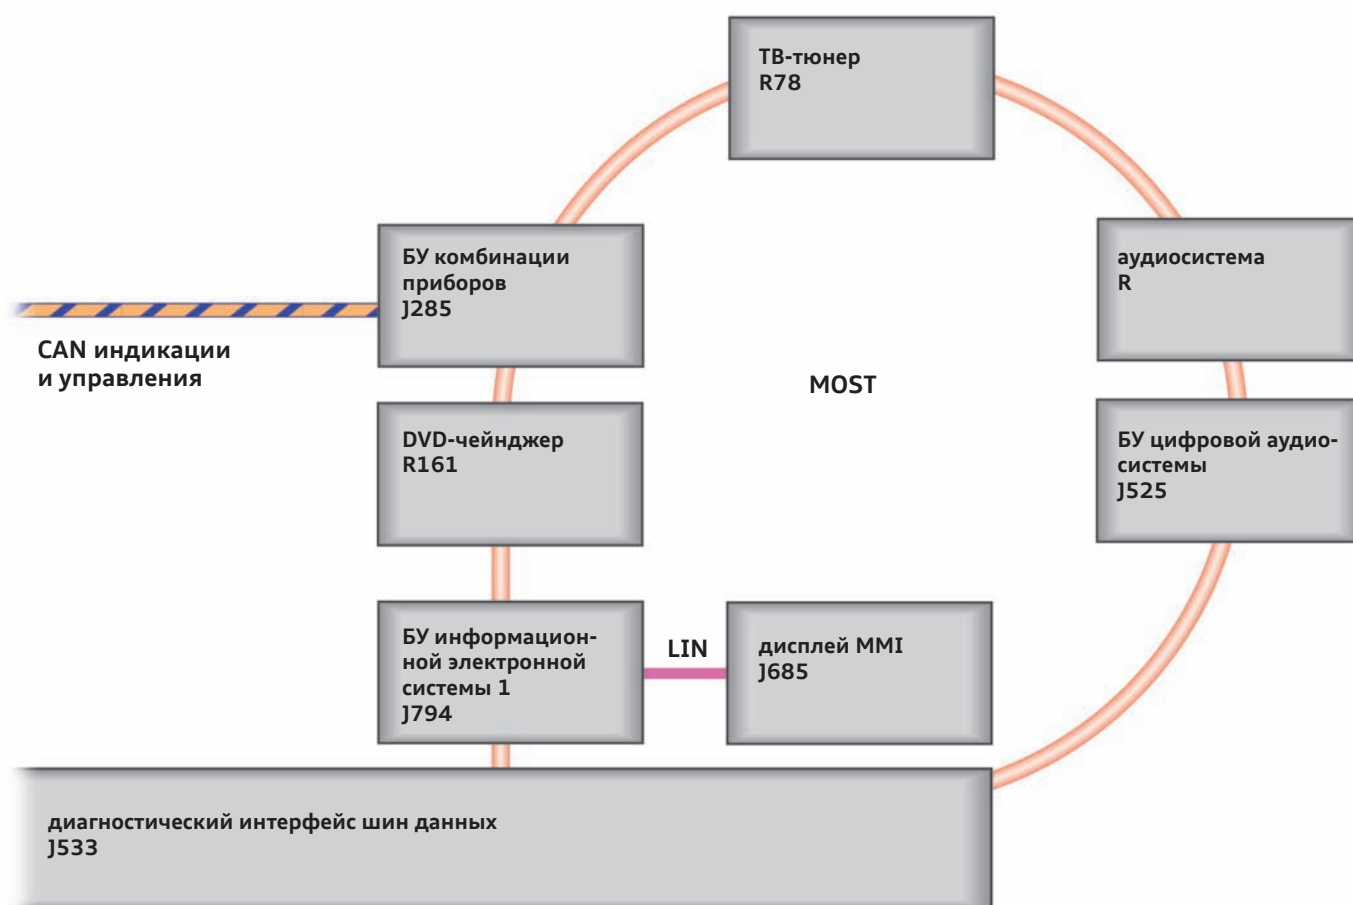 ТВ-тюнер
R78
БУ комбинации
приборов
J285
аудиосистема
R
CAN индикации
и управления
MOST
DVD-чейнджер
R161
БУ цифровой аудио-
системы
J525
БУ информацион-
ной электронной
системы 1
J794
LIN
дисплей MMI
J685
диагностический интерфейс шин данных
J533